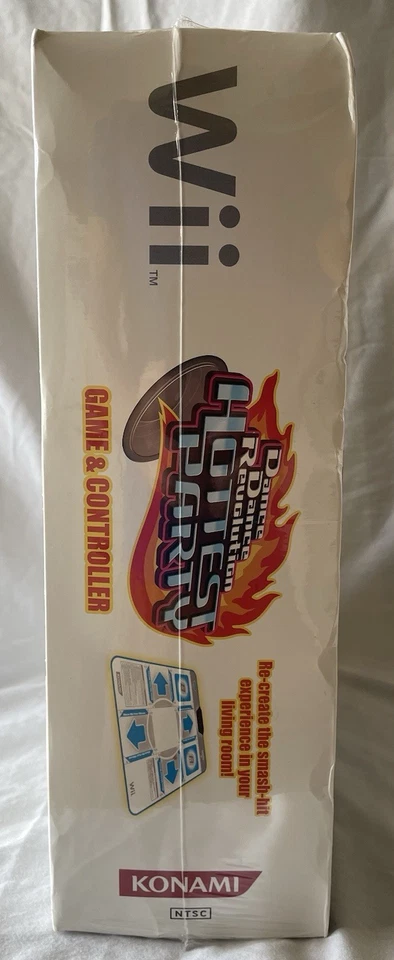 Wii
TM
Dance
Dance
Revolution
HOTTEST
PARTY
GAME & CONTROLLER
Re-create the smash-hit
experience in your
living room!
Wii
KONAMI
NTSC